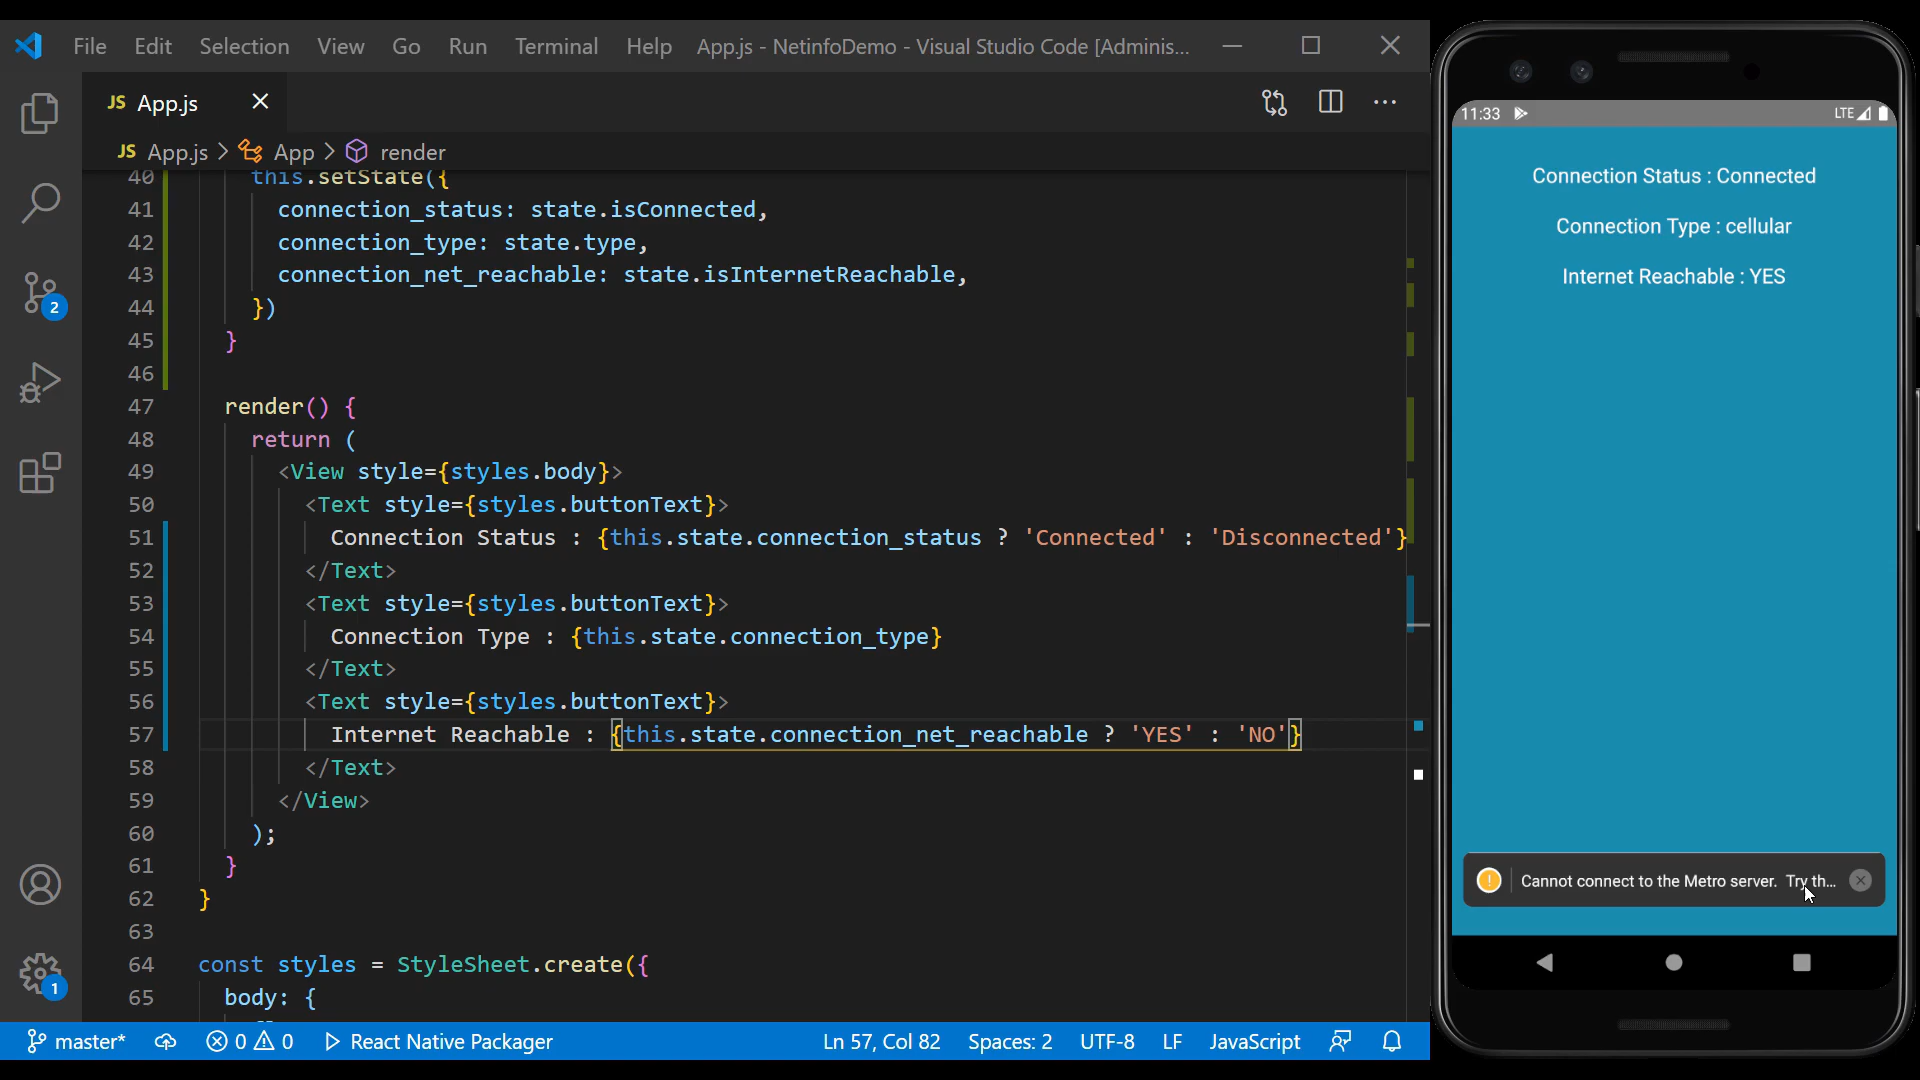 File Edit Selection View Go Run Terminal Help App.js - NetinfoDemo - Visual Studio Code [Adminis...
JS App.js
JS App.js > App > render
40 this.setState({
41 connection_status: state.isConnected,
42 connection_type: state.type,
43 connection_net_reachable: state.isInternetReachable,
44 })
45 }
46
47 render() {
48 return (
49 <View style={styles.body}>
50 <Text style={styles.buttonText}>
51 Connection Status : {this.state.connection_status ? 'Connected' : 'Disconnected'}
52 </Text>
53 <Text style={styles.buttonText}>
54 Connection Type : {this.state.connection_type}
55 </Text>
56 <Text style={styles.buttonText}>
57 Internet Reachable : {this.state.connection_net_reachable ? 'YES' : 'NO'}
58 </Text>
59 </View>
60 );
61 }
62 }
63
64 const styles = StyleSheet.create({
65 body: {
2
1
master* 0 0 React Native Packager Ln 57, Col 82 Spaces: 2 UTF-8 LF JavaScript
11:33 LTE
Connection Status : Connected
Connection Type : cellular
Internet Reachable : YES
Cannot connect to the Metro server. Try th...